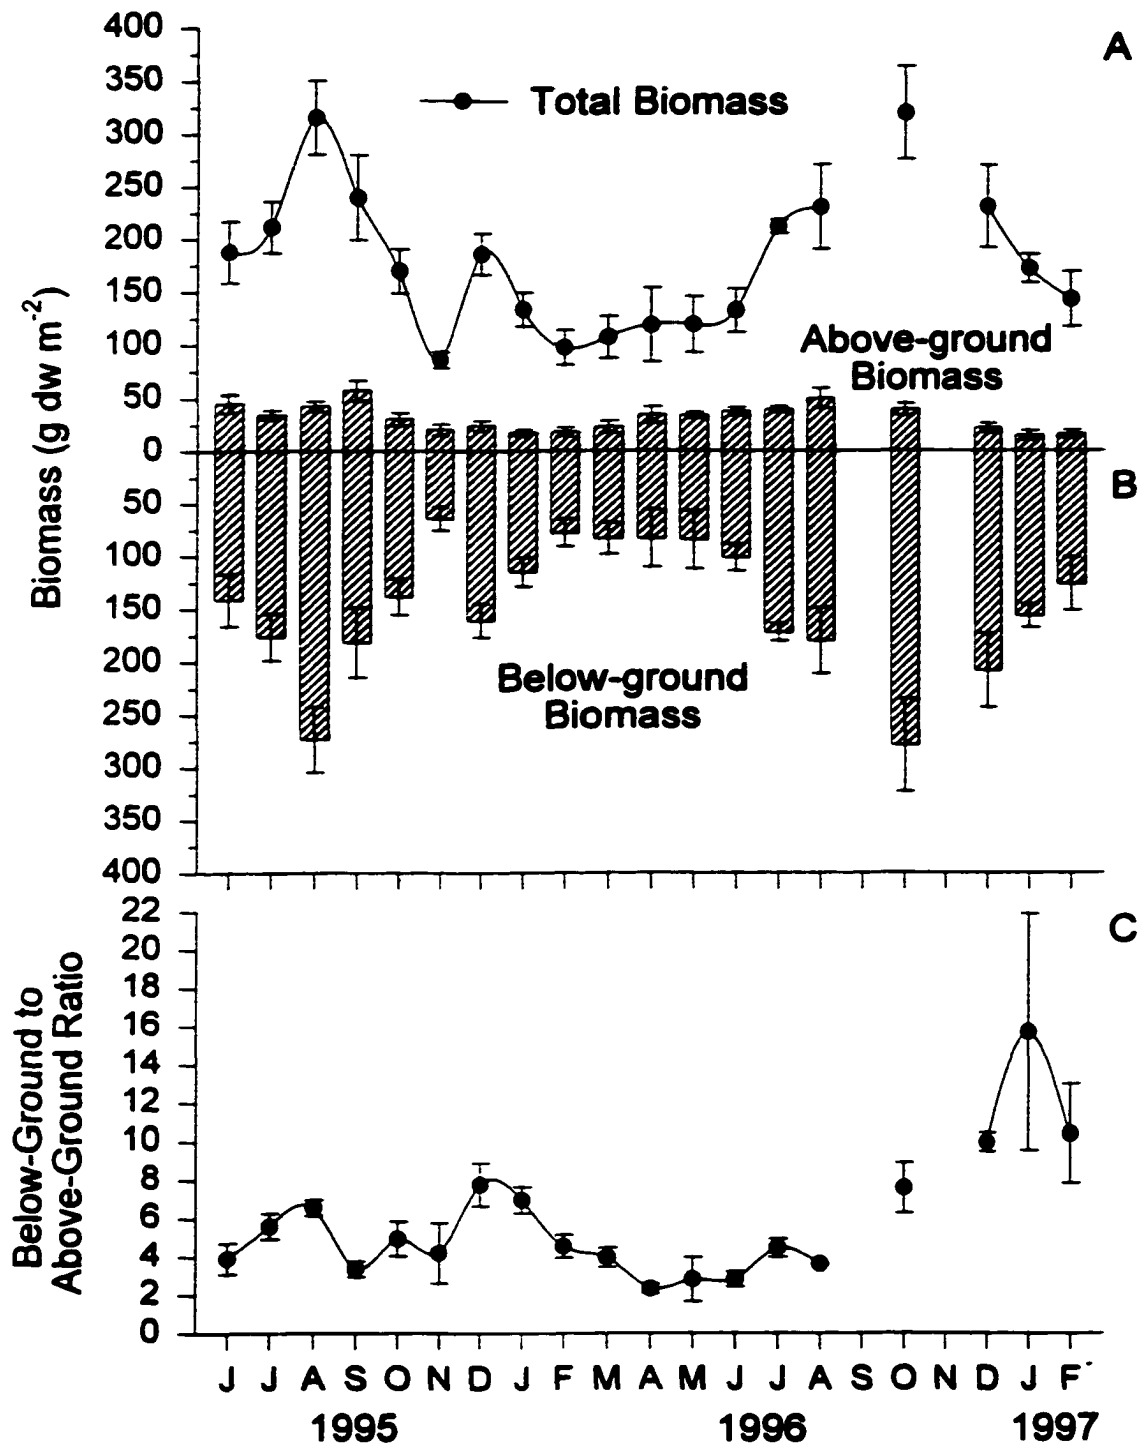 A
Total Biomass
400
350
300
250
200
150
100
50
0
50
100
150
200
250
300
350
400
Biomass (g dw m-2)
Above-ground
Biomass
B
Below-ground
Biomass
C
22
20
18
16
14
12
10
8
6
4
2
0
Below-Ground to
Above-Ground Ratio
J J A S O N D J F M A M J J A S O N D J F
1995 1996 1997